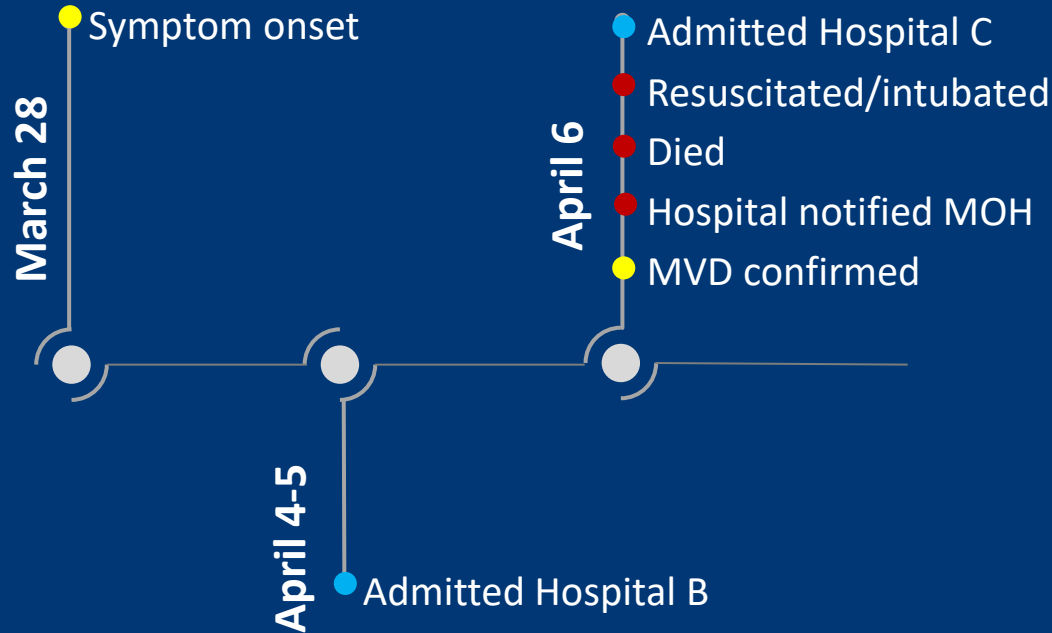 March 28
Symptom onset
April 4-5
Admitted Hospital B
April 6
Admitted Hospital C
Resuscitated/intubated
Died
Hospital notified MOH
MVD confirmed